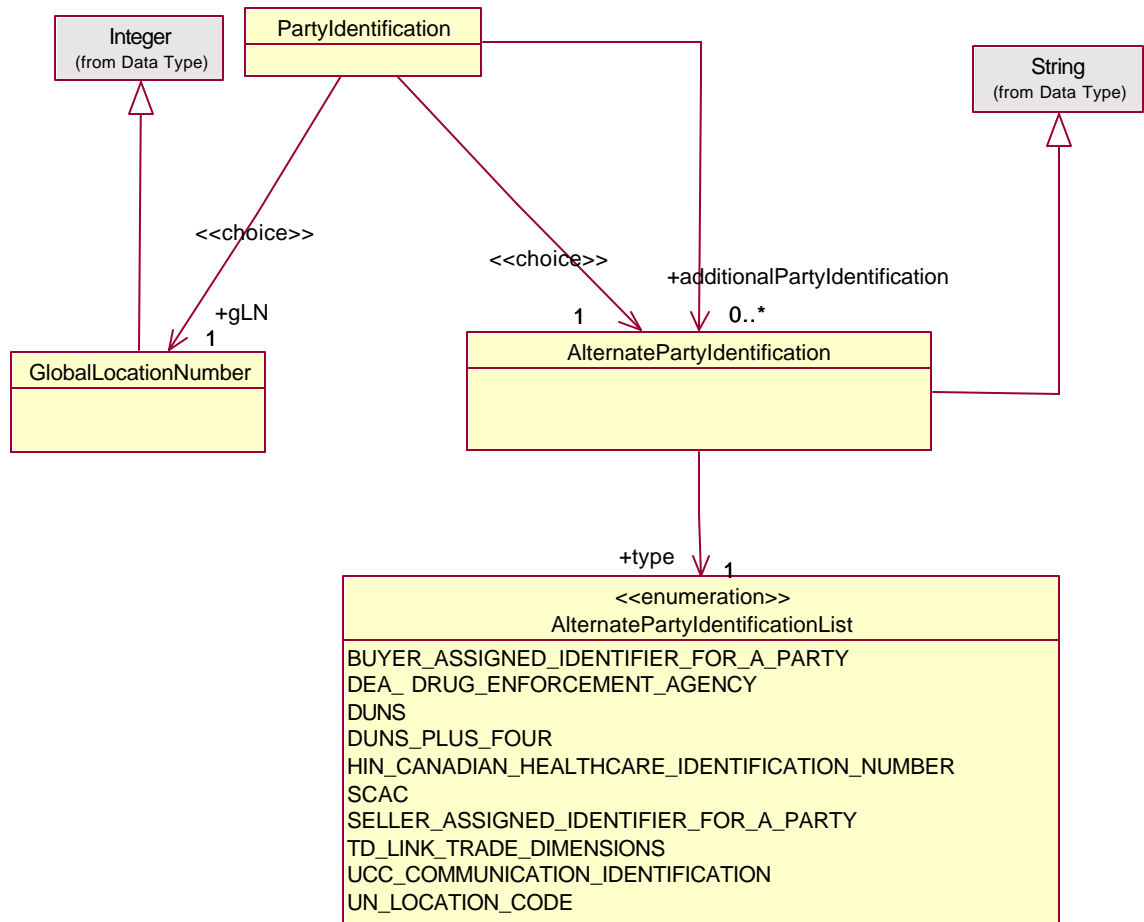 PartyIdentification
Integer
(from Data Type)
String
(from Data Type)
<<choice>>
<<choice>>
+additionalPartyIdentification
+gLN
1
1
0..*
GlobalLocationNumber
AlternatePartyIdentification
+type
1
<<enumeration>>
AlternatePartyIdentificationList
BUYER_ASSIGNED_IDENTIFIER_FOR_A_PARTY
DEA_ DRUG_ENFORCEMENT_AGENCY
DUNS
DUNS_PLUS_FOUR
HIN_CANADIAN_HEALTHCARE_IDENTIFICATION_NUMBER
SCAC
SELLER_ASSIGNED_IDENTIFIER_FOR_A_PARTY
TD_LINK_TRADE_DIMENSIONS
UCC_COMMUNICATION_IDENTIFICATION
UN_LOCATION_CODE